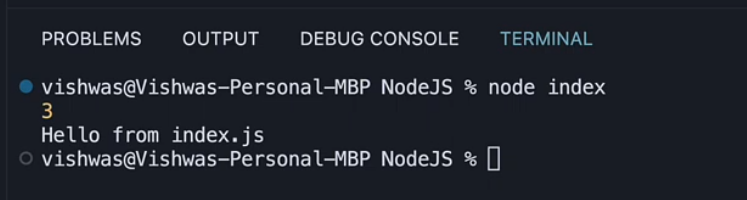 PROBLEMS OUTPUT DEBUG CONSOLE TERMINAL
vishwas@Vishwas-Personal-MBP NodeJS % node index
3
Hello from index.js
vishwas@Vishwas-Personal-MBP NodeJS %